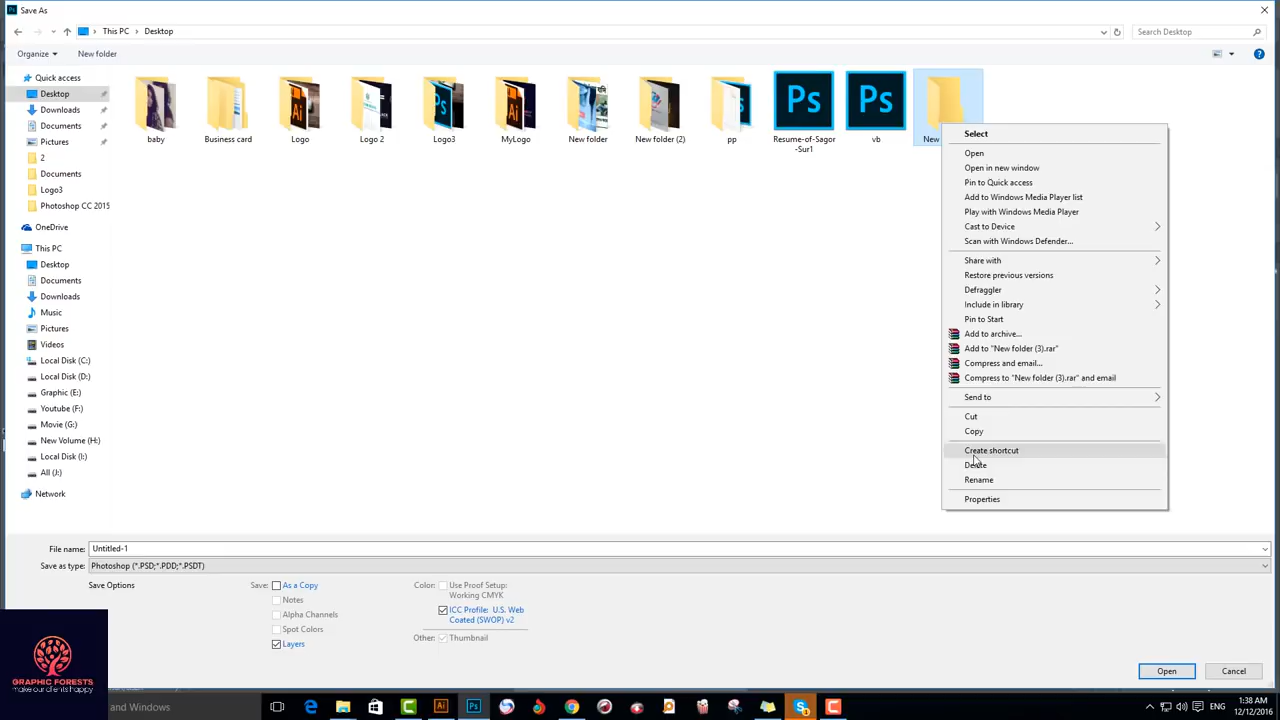 Save As
This PC > Desktop
Search Desktop
Organize
New folder
Quick access
Desktop
Downloads
Documents
Pictures
2
Documents
Logo3
Photoshop CC 2015
OneDrive
This PC
Desktop
Documents
Downloads
Music
Pictures
Videos
Local Disk (C:)
Local Disk (D:)
Graphic (E:)
Youtube (F:)
Movie (G:)
New Volume (H:)
Local Disk (I:)
All (J:)
Network
baby
Business card
Logo
Logo 2
Logo3
MyLogo
New folder
New folder (2)
pp
Resume-of-Sagor
-Sur1
vb
New
Select
Open
Open in new window
Pin to Quick access
Add to Windows Media Player list
Play with Windows Media Player
Cast to Device
Scan with Windows Defender...
Share with
Restore previous versions
Defraggler
Include in library
Pin to Start
Add to archive...
Add to "New folder (3).rar"
Compress and email...
Compress to "New folder (3).rar" and email
Send to
Cut
Copy
Create shortcut
Delete
Rename
Properties
File name: Untitled-1
Save as type: Photoshop (*.PSD;*.PDD;*.PSDT)
Save Options
Save: As a Copy
Notes
Alpha Channels
Spot Colors
Layers
Color: Use Proof Setup:
Working CMYK
ICC Profile: U.S. Web
Coated (SWOP) v2
Other: Thumbnail
Open
Cancel
GRAPHIC FORESTS
make our clients happy
and Windows
ENG
1:38 AM
12/12/2016